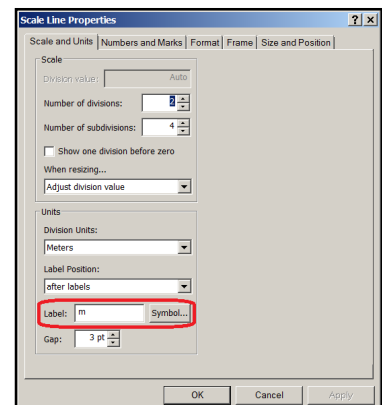 Scale Line Properties ? x
Scale and Units Numbers and Marks Format Frame Size and Position
Scale
Division value: Auto
Number of divisions: 2
Number of subdivisions: 4
Show one division before zero
When resizing...
Adjust division value
Units
Division Units:
Meters
Label Position:
after labels
Label: m Symbol...
Gap: 3 pt
OK Cancel Apply